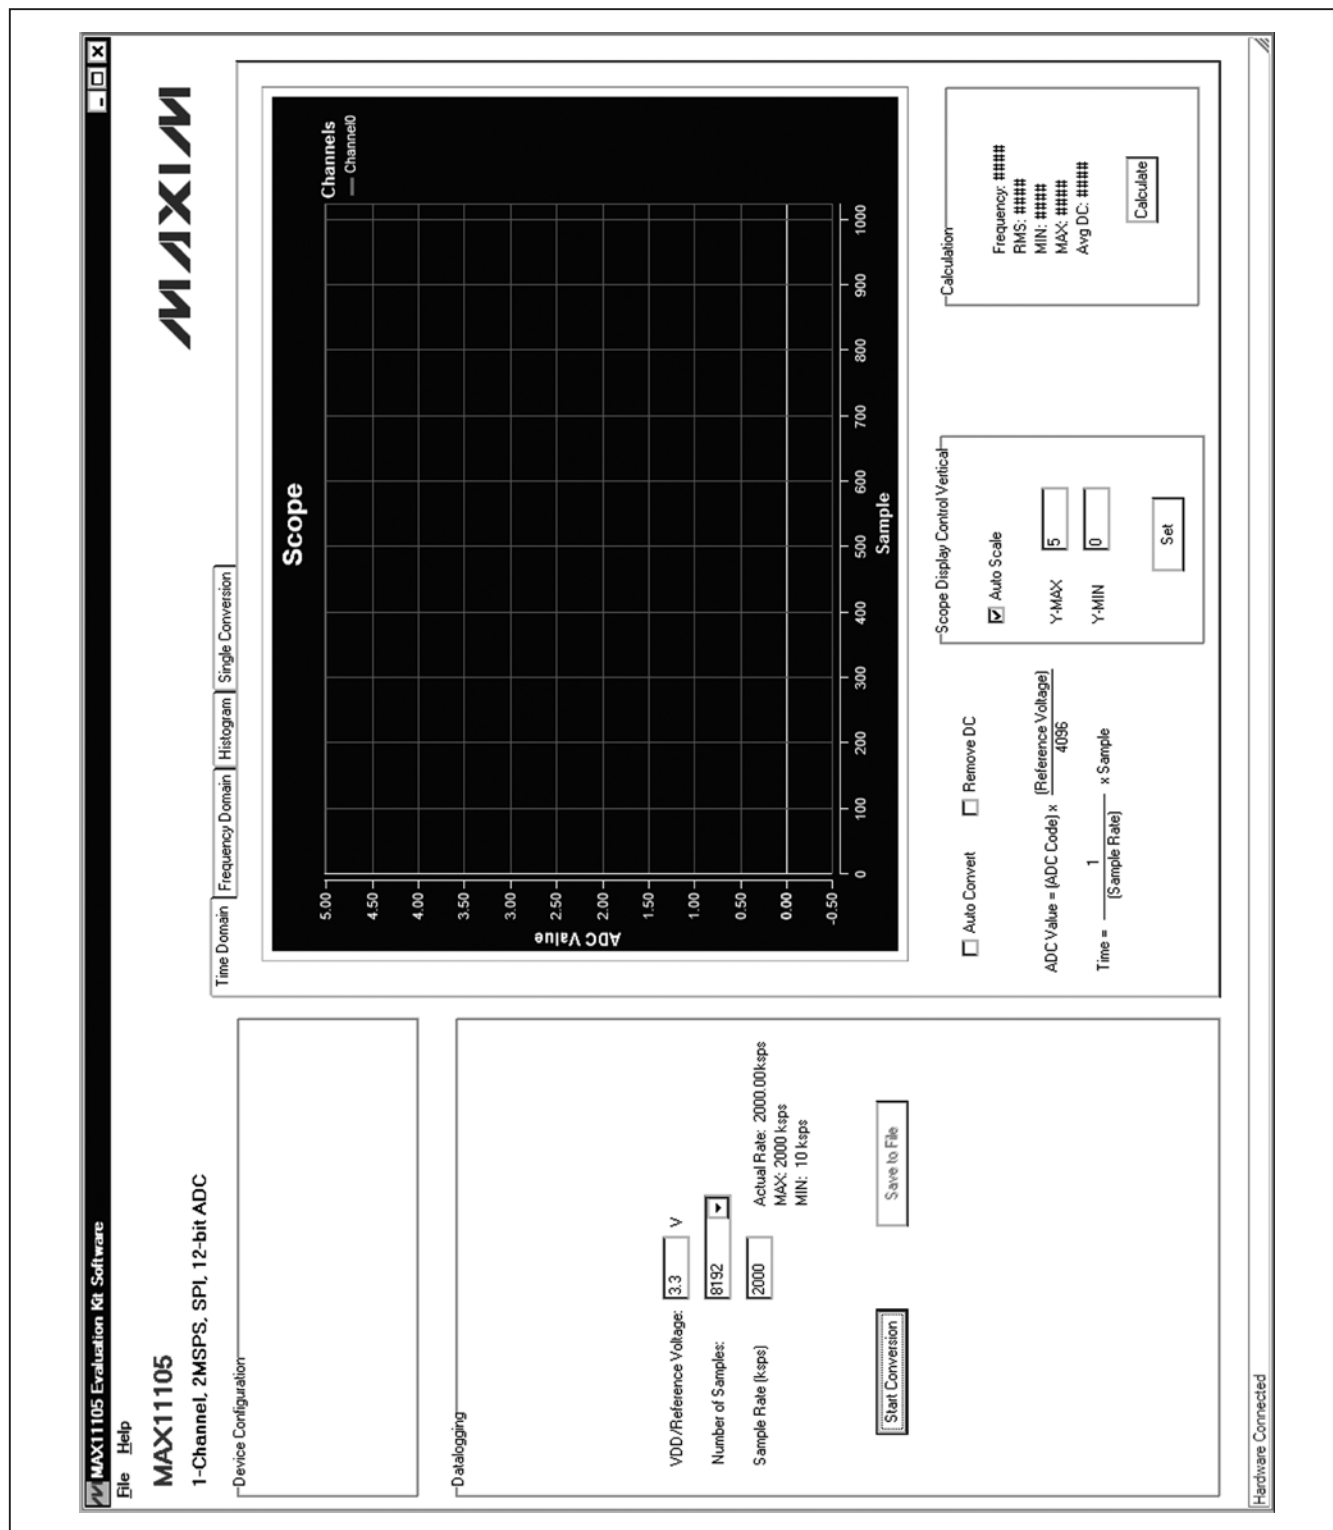 MAX11105 Evaluation Kit Software
File Help
MAX11105
1-Channel, 2MSPS, SPI, 12-bit ADC
MAXIM
Device Configuration
Datalogging
VDD/Reference Voltage: 3.3 V
Number of Samples: 8192
Sample Rate (ksps) 2000
Actual Rate: 2000.00ksps
MAX: 2000 ksps
MIN: 10 ksps
Start Conversion
Save to File
Time Domain Frequency Domain Histogram Single Conversion
Scope
Channels
Channel0
ADC Value
5.00
4.50
4.00
3.50
3.00
2.50
2.00
1.50
1.00
0.50
0.00
-0.50
0 100 200 300 400 500 600 700 800 900 1000
Sample
Auto Convert
Remove DC
ADC Value = (ADC Code) x (Reference Voltage)
4096
Time = 1 x Sample
(Sample Rate)
Scope Display Control Vertical
Auto Scale
Y-MAX 5
Y-MIN 0
Set
Calculation
Frequency: ####
RMS: ####
MIN: ####
MAX: ####
Avg DC: ####
Calculate
Hardware Connected